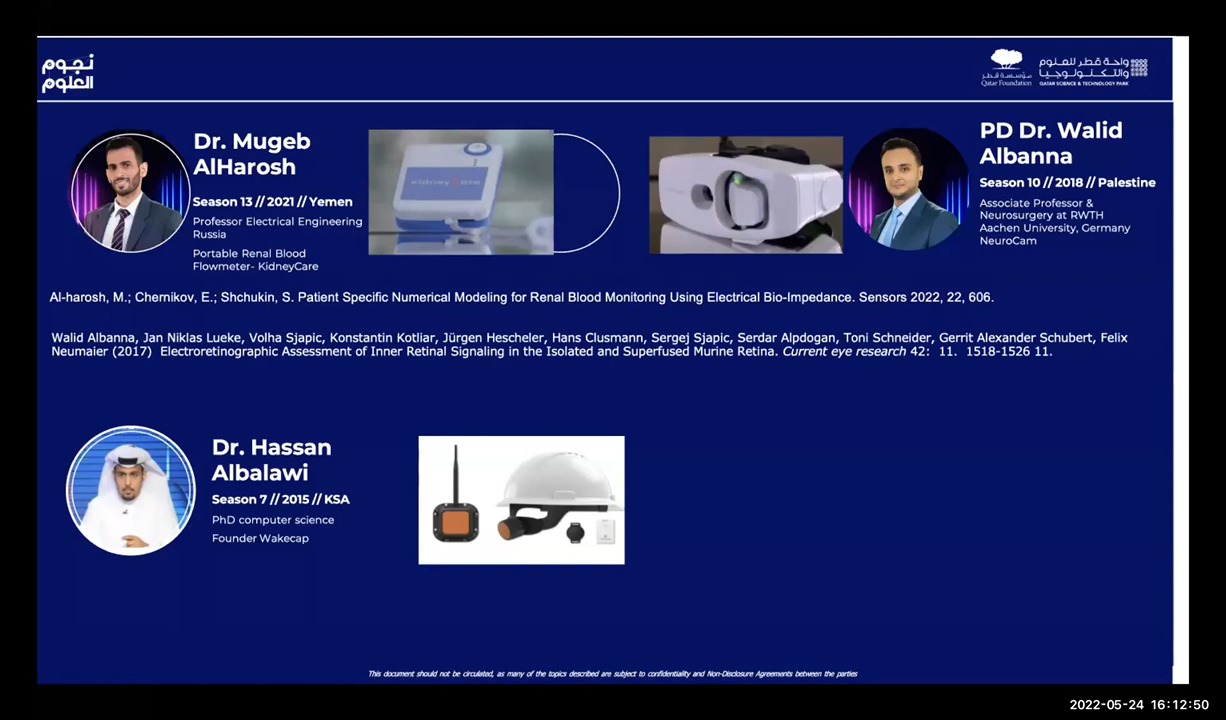 نجوم
العلوم
مؤسسة قطر
Qatar Foundation
واحة قطر للعلوم
والتكنولوجيا
QATAR SCIENCE & TECHNOLOGY PARK
Dr. Mugeb
AlHarosh
Season 13 // 2021 // Yemen
Professor Electrical Engineering
Russia
Portable Renal Blood
Flowmeter- KidneyCare
kidneyCare
PD Dr. Walid
Albanna
Season 10 // 2018 // Palestine
Associate Professor &
Neurosurgery at RWTH
Aachen University, Germany
NeuroCam
Al-harosh, M.; Chernikov, E.; Shchukin, S. Patient Specific Numerical Modeling for Renal Blood Monitoring Using Electrical Bio-Impedance. Sensors 2022, 22, 606.
Walid Albanna, Jan Niklas Lueke, Volha Sjapic, Konstantin Kotliar, Jürgen Hescheler, Hans Clusmann, Sergej Sjapic, Serdar Alpdogan, Toni Schneider, Gerrit Alexander Schubert, Felix
Neumaier (2017) Electroretinographic Assessment of Inner Retinal Signaling in the Isolated and Superfused Murine Retina. Current eye research 42: 11. 1518-1526 11.
Dr. Hassan
Albalawi
Season 7 // 2015 // KSA
PhD computer science
Founder Wakecap
This document should not be circulated, as many of the topics described are subject to confidentiality and Non-Disclosure Agreements between the parties
2022-05-24 16:12:50